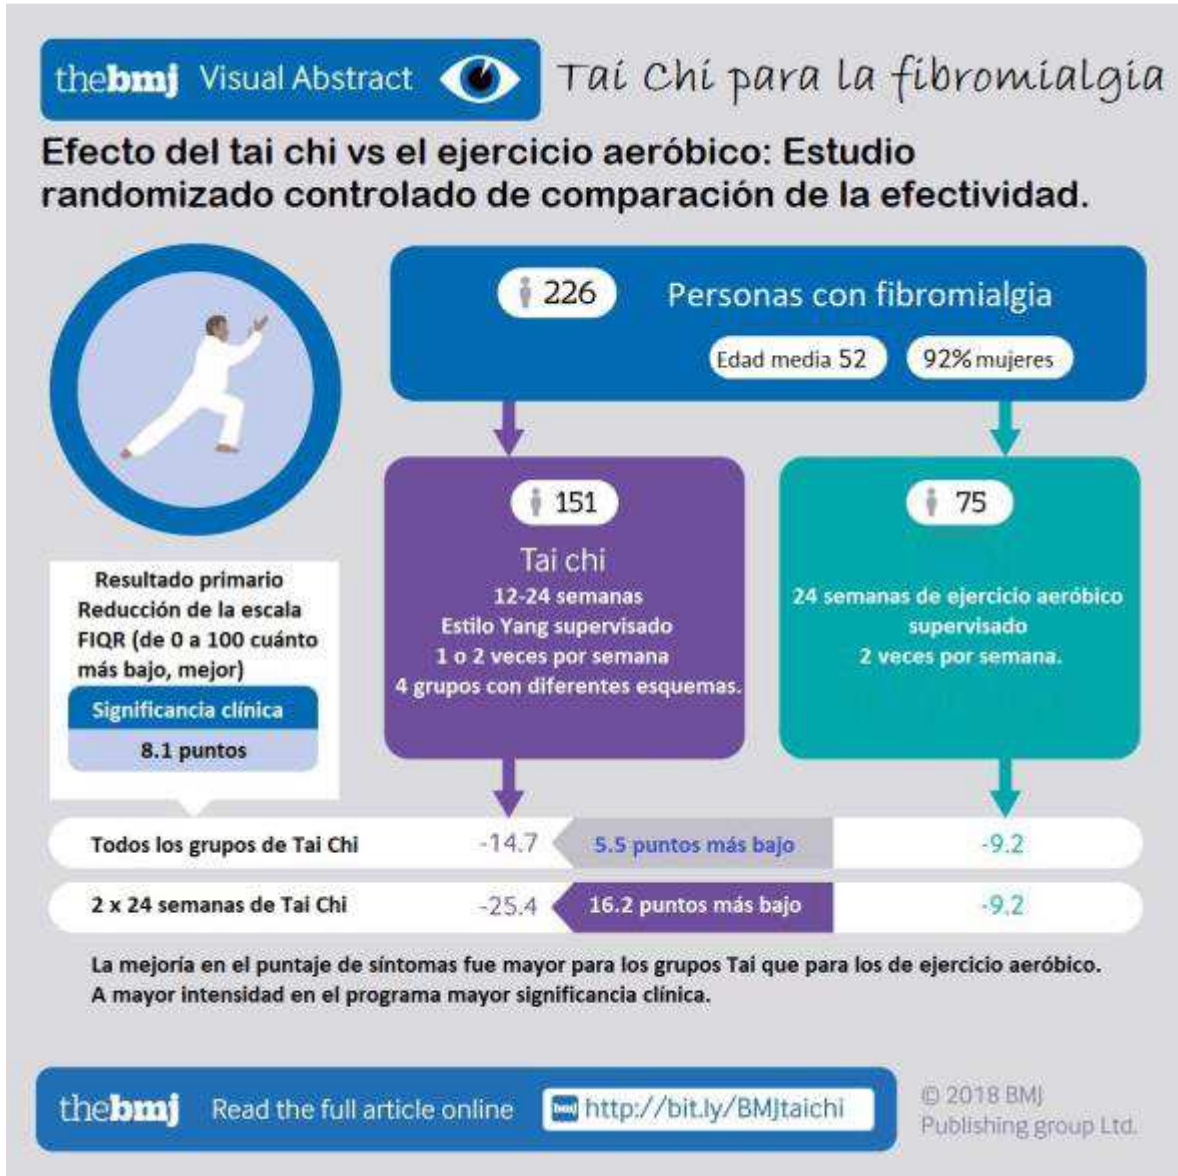 thebmj Visual Abstract
Tai Chi para la fibromialgia
Efecto del tai chi vs el ejercicio aeróbico: Estudio
randomizado controlado de comparación de la efectividad.
226 Personas con fibromialgia
Edad media 52
92% mujeres
151
Tai chi
12-24 semanas
Estilo Yang supervisado
1 o 2 veces por semana
4 grupos con diferentes esquemas.
75
24 semanas de ejercicio aeróbico
supervisado
2 veces por semana.
Resultado primario
Reducción de la escala
FIQR (de 0 a 100 cuánto
más bajo, mejor)
Significancia clínica
8.1 puntos
Todos los grupos de Tai Chi -14.7 5.5 puntos más bajo -9.2
2 x 24 semanas de Tai Chi -25.4 16.2 puntos más bajo -9.2
La mejoría en el puntaje de síntomas fue mayor para los grupos Tai que para los de ejercicio aeróbico.
A mayor intensidad en el programa mayor significancia clínica.
thebmj Read the full article online bmj http://bit.ly/BMJtaichi
© 2018 BMJ
Publishing group Ltd.